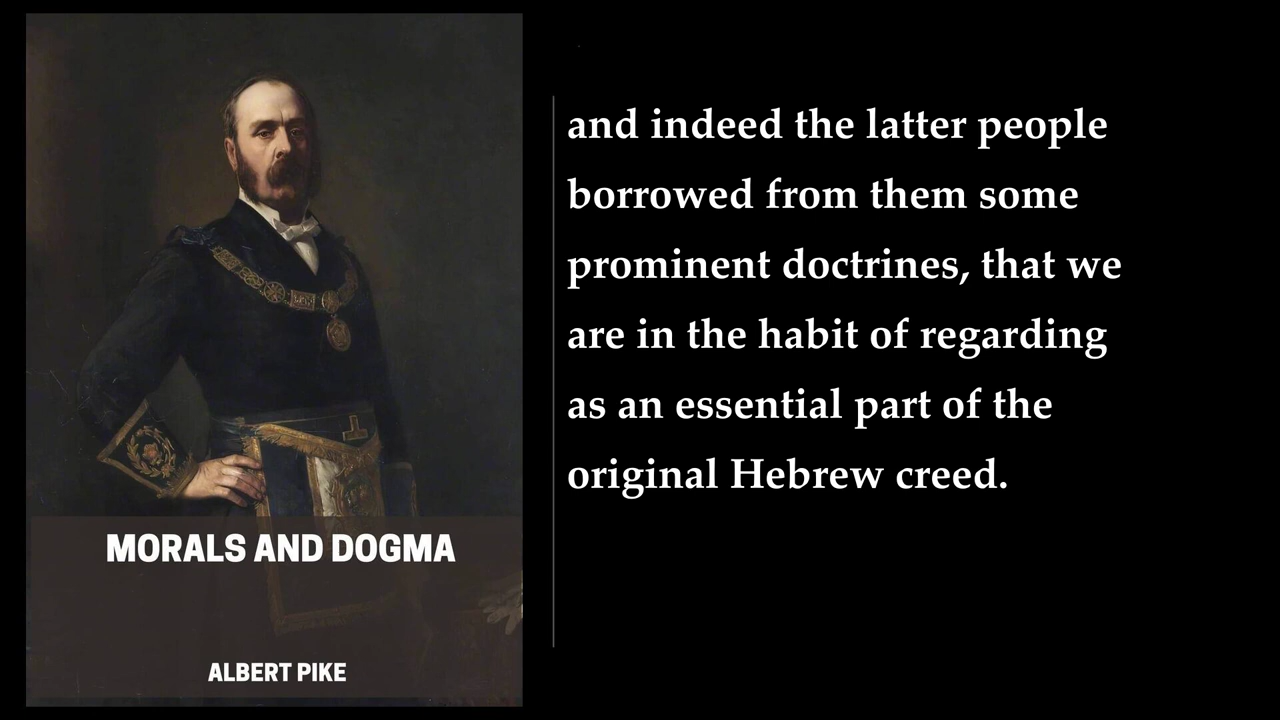 and indeed the latter people
borrowed from them some
prominent doctrines, that we
are in the habit of regarding
as an essential part of the
original Hebrew creed.
MORALS AND DOGMA
ALBERT PIKE